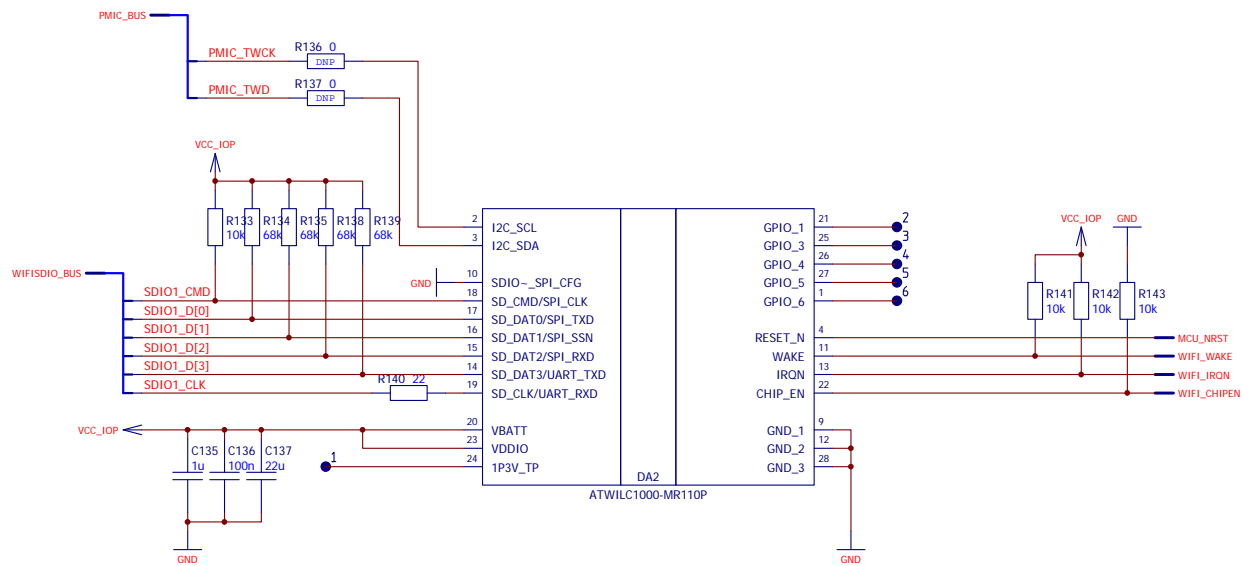 PMIC_BUS
PMIC_TWCK
R136 0
DNP
PMIC_TWD
R137 0
DNP
VCC_IOP
R133
10k
R134
68k
R135
68k
R138
68k
R139
68k
WIFISDIO_BUS
SDIO1_CMD
SDIO1_D[0]
SDIO1_D[1]
SDIO1_D[2]
SDIO1_D[3]
SDIO1_CLK
R140 22
GND
VCC_IOP
C135
1u
C136
100n
C137
22u
1
GND
2 I2C_SCL
3 I2C_SDA
10 SDIO~_SPI_CFG
18 SD_CMD/SPI_CLK
17 SD_DAT0/SPI_TXD
16 SD_DAT1/SPI_SSN
15 SD_DAT2/SPI_RXD
14 SD_DAT3/UART_TXD
19 SD_CLK/UART_RXD
20 VBATT
23 VDDIO
24 1P3V_TP
DA2
ATWILC1000-MR110P
GPIO_1 21 2
GPIO_3 25 3
GPIO_4 26 4
GPIO_5 27 5
GPIO_6 1 6
RESET_N 4
WAKE 11
IRQN 13
CHIP_EN 22
GND_1 9
GND_2 12
GND_3 28
GND
VCC_IOP
GND
R141
10k
R142
10k
R143
10k
MCU_NRST
WIFI_WAKE
WIFI_IRQN
WIFI_CHIPEN